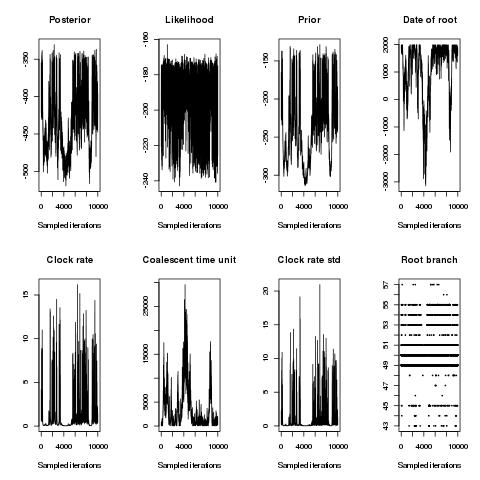 Posterior Likelihood Prior Date of root
-350 -400 -450 -500
-160 -180 -200 -220 -240
-150 -200 -250 -300
2000 1000 0 -1000 -3000
0 4000 10000 0 4000 10000 0 4000 10000 0 4000 10000
Sampled iterations Sampled iterations Sampled iterations Sampled iterations
Clock rate Coalescent time unit Clock rate std Root branch
15 10 5 0
30000 15000 5000 0
20 15 10 5 0
57 55 53 51 49 47 45 43
0 4000 10000 0 4000 10000 0 4000 10000 0 4000 10000
Sampled iterations Sampled iterations Sampled iterations Sampled iterations